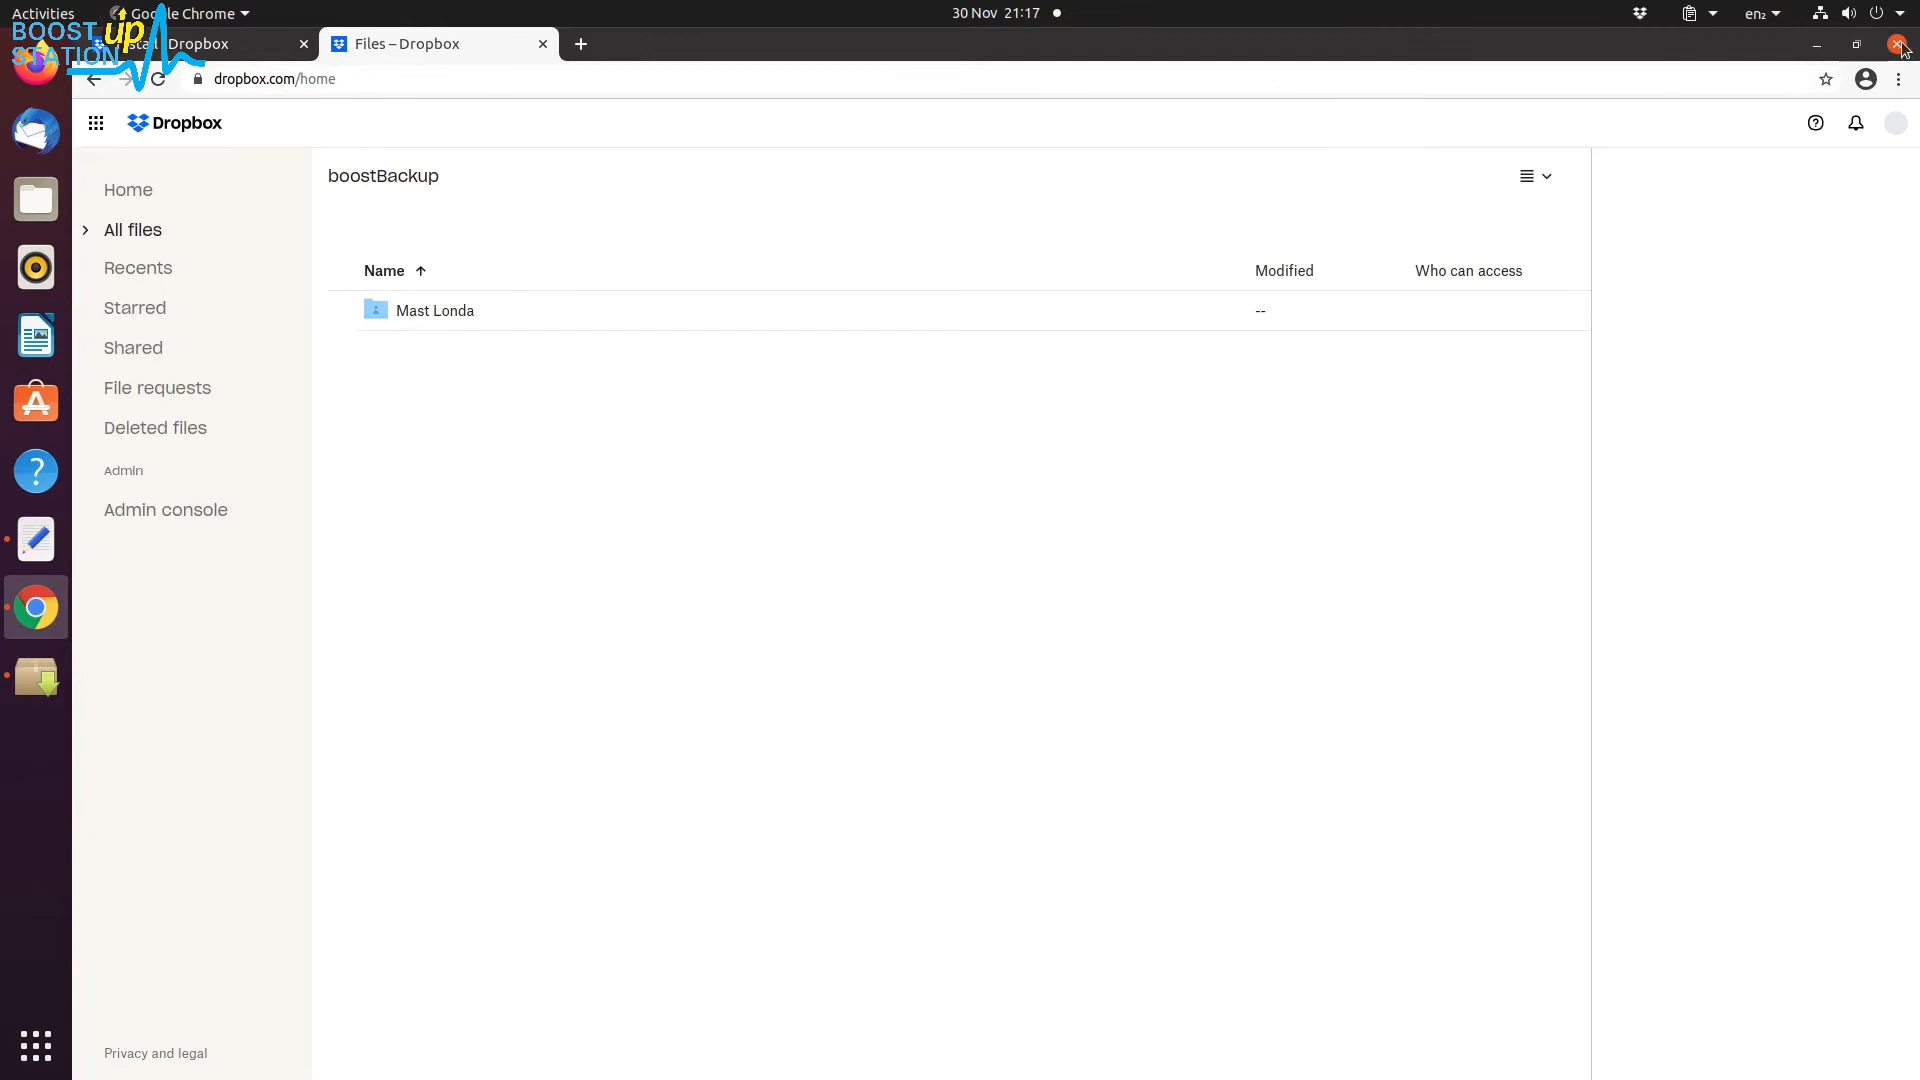 Activities
Google Chrome
30 Nov 21:17
en₂
BOOST up
STATION
Dropbox
Files – Dropbox
dropbox.com/home
Dropbox
boostBackup
Home
All files
Recents
Starred
Shared
File requests
Deleted files
Admin
Admin console
Name
Modified
Who can access
Mast Londa
--
Privacy and legal